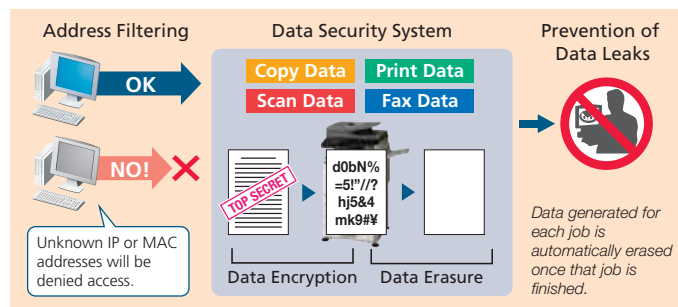 Address Filtering
Data Security System
Prevention of
Data Leaks
OK
NO!
Unknown IP or MAC
addresses will be
denied access.
Copy Data
Print Data
Scan Data
Fax Data
TOP SECRET
d0bN%
=5!"//?
hj5&4
mk9#¥
Data Encryption
Data Erasure
Data generated for
each job is
automatically erased
once that job is
finished.